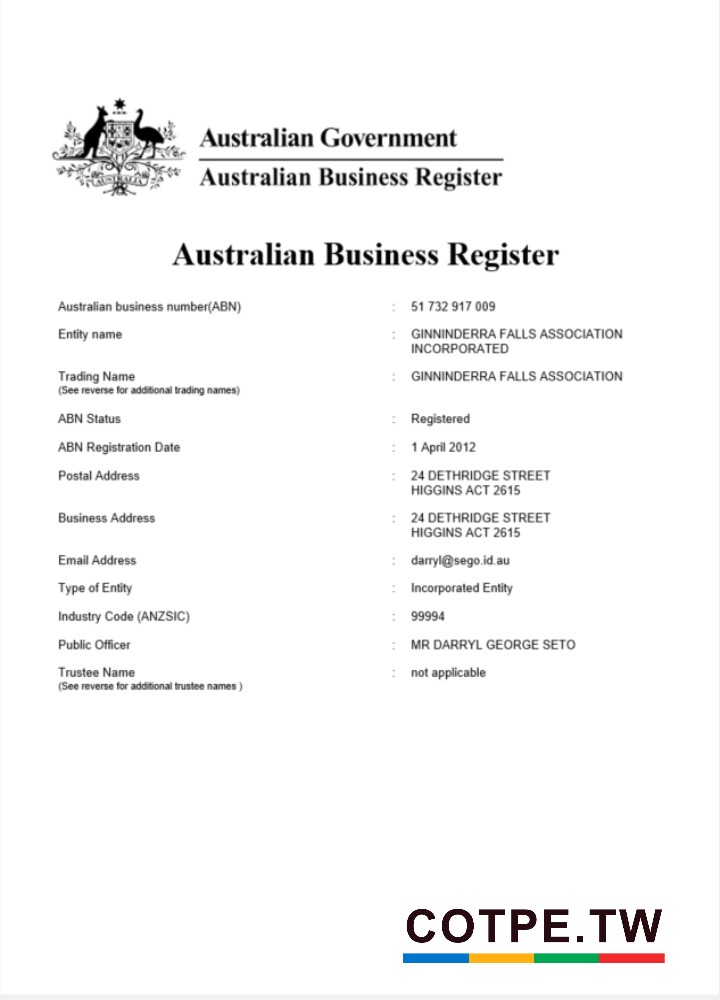 AUSTRALIA
Australian Government
Australian Business Register
Australian Business Register
Australian business number(ABN) : 51 732 917 009
Entity name : GINNINDERRA FALLS ASSOCIATION
INCORPORATED
Trading Name : GINNINDERRA FALLS ASSOCIATION
(See reverse for additional trading names)
ABN Status : Registered
ABN Registration Date : 1 April 2012
Postal Address : 24 DETHRIDGE STREET
HIGGINS ACT 2615
Business Address : 24 DETHRIDGE STREET
HIGGINS ACT 2615
Email Address : darryl@sego.id.au
Type of Entity : Incorporated Entity
Industry Code (ANZSIC) : 99994
Public Officer : MR DARRYL GEORGE SETO
Trustee Name : not applicable
(See reverse for additional trustee names )
COTPE.TW